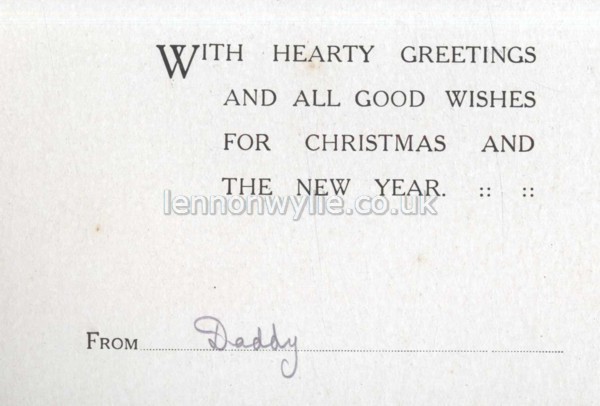 WITH HEARTY GREETINGS
AND ALL GOOD WISHES
FOR CHRISTMAS AND
THE NEW YEAR. :: ::
lennonwylie.co.uk
FROM Daddy